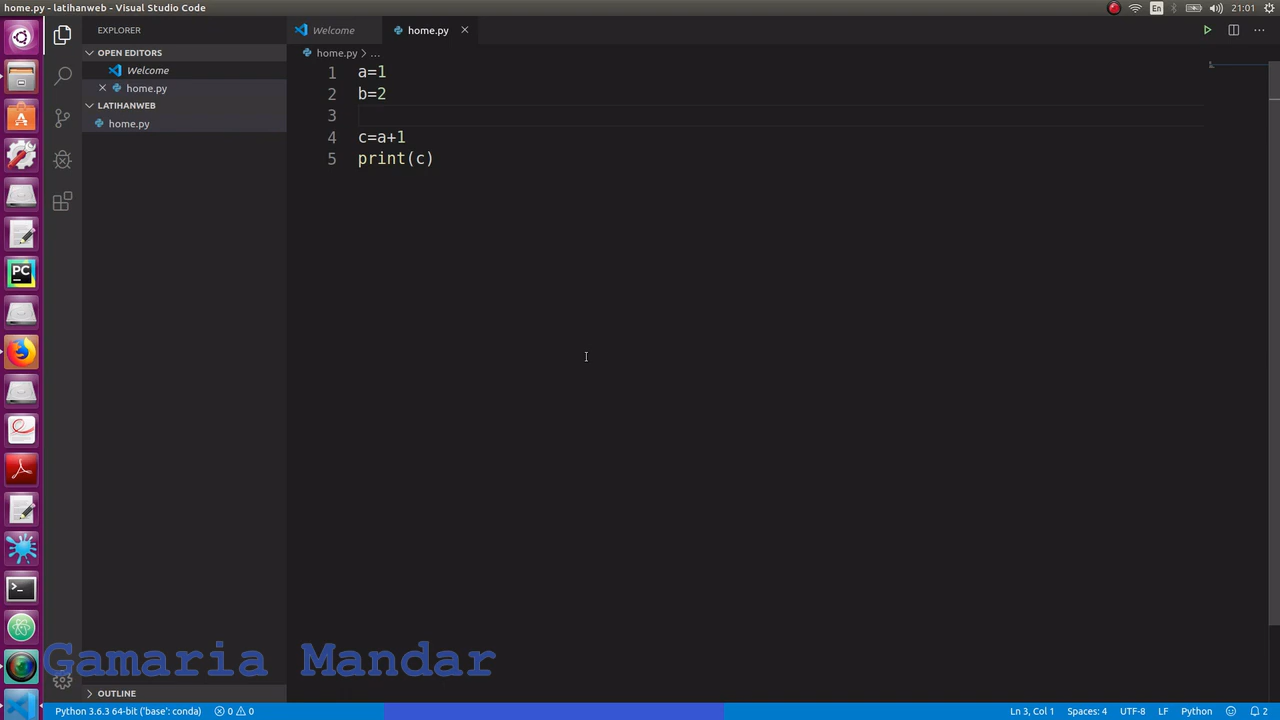 home.py - latihanweb - Visual Studio Code
En
21:01
EXPLORER
OPEN EDITORS
Welcome
home.py
LATIHANWEB
home.py
OUTLINE
Welcome
home.py
home.py > ...
1 a=1
2 b=2
3
4 c=a+1
5 print(c)
PC
Gamaria Mandar
Python 3.6.3 64-bit ('base': conda)
0
0
Ln 3, Col 1
Spaces: 4
UTF-8
LF
Python
2